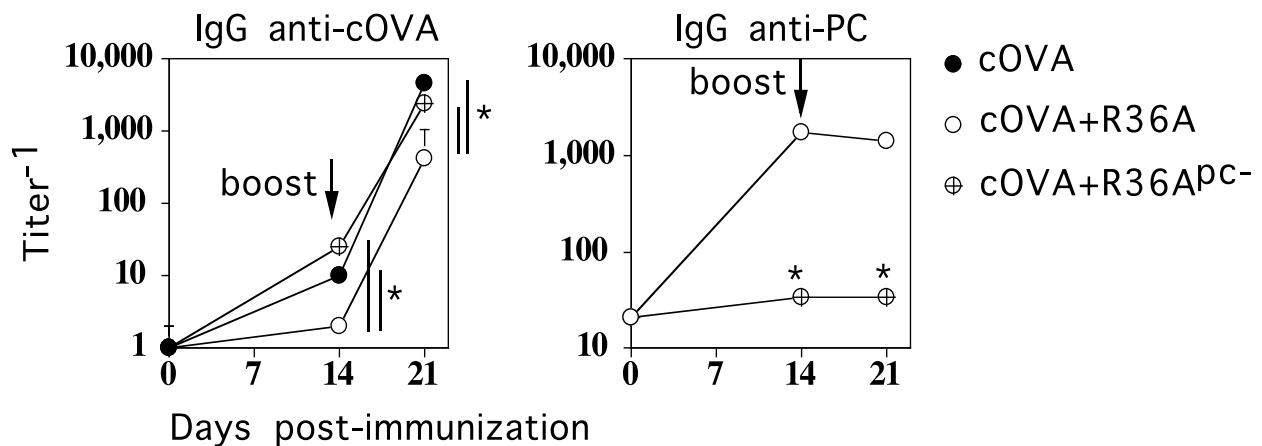 IgG anti-cOVA
IgG anti-PC
10,000
1,000
100
10
1
Titer-1
boost
*
*
0 7 14 21
Days post-immunization
10,000
1,000
100
10
boost
* *
0 7 14 21
cOVA
cOVA+R36A
cOVA+R36Apc-